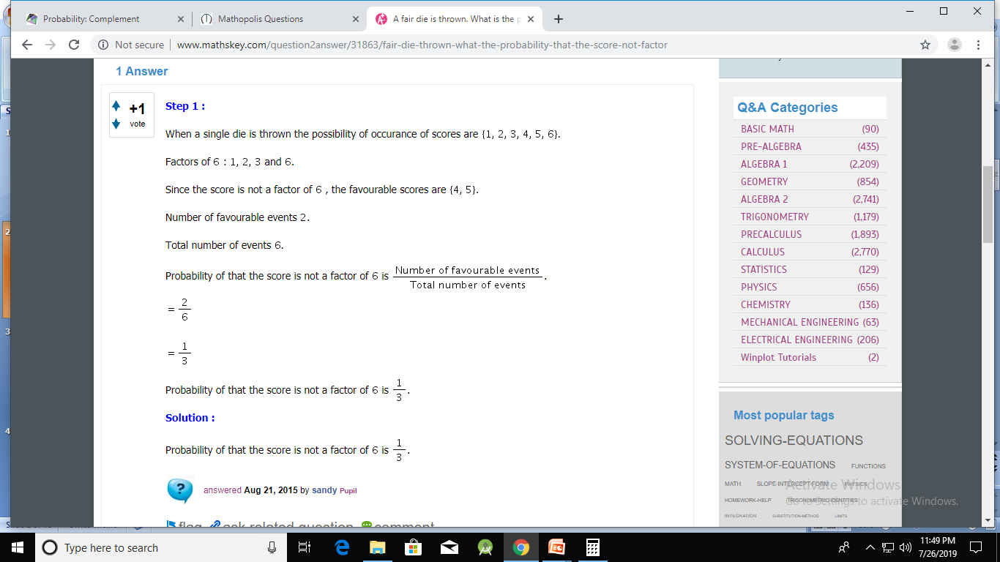 Probability: Complement
Mathopolis Questions
A fair die is thrown. What is the p
Not secure | www.mathskey.com/question2answer/31863/fair-die-thrown-what-the-probability-that-the-score-not-factor
1 Answer
+1
vote
Step 1 :
When a single die is thrown the possibility of occurance of scores are {1, 2, 3, 4, 5, 6}.
Factors of 6 : 1, 2, 3 and 6.
Since the score is not a factor of 6 , the favourable scores are {4, 5}.
Number of favourable events 2.
Total number of events 6.
Probability of that the score is not a factor of 6 is Number of favourable events / Total number of events.
= 2/6
= 1/3
Probability of that the score is not a factor of 6 is 1/3.
Solution :
Probability of that the score is not a factor of 6 is 1/3.
answered Aug 21, 2015 by sandy Pupil
flag ask related question comment
Q&A Categories
BASIC MATH (90)
PRE-ALGEBRA (435)
ALGEBRA 1 (2,209)
GEOMETRY (854)
ALGEBRA 2 (2,741)
TRIGONOMETRY (1,179)
PRECALCULUS (1,893)
CALCULUS (2,770)
STATISTICS (129)
PHYSICS (656)
CHEMISTRY (136)
MECHANICAL ENGINEERING (63)
ELECTRICAL ENGINEERING (206)
Winplot Tutorials (2)
Most popular tags
SOLVING-EQUATIONS
SYSTEM-OF-EQUATIONS FUNCTIONS
MATH SLOPE-INTERCEPT-FORM PHYSICS
HOMEWORK-HELP TRIGONOMETRIC-IDENTITIES
INTEGRATION SUBSTITUTION-METHOD LIMITS
Activate Windows
Go to Settings to activate Windows.
1
2
3
4
Type here to search
11:49 PM
7/26/2019